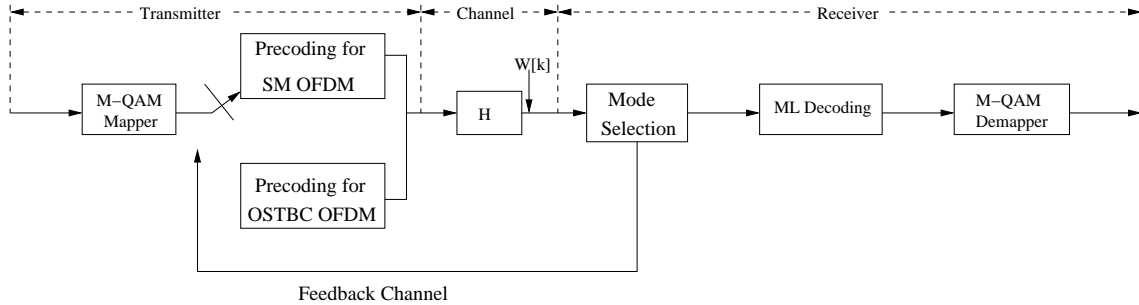 Transmitter
Channel
Receiver
Precoding for
SM OFDM
W[k]
M−QAM
Mapper
H
Mode
Selection
ML Decoding
M−QAM
Demapper
Precoding for
OSTBC OFDM
Feedback Channel